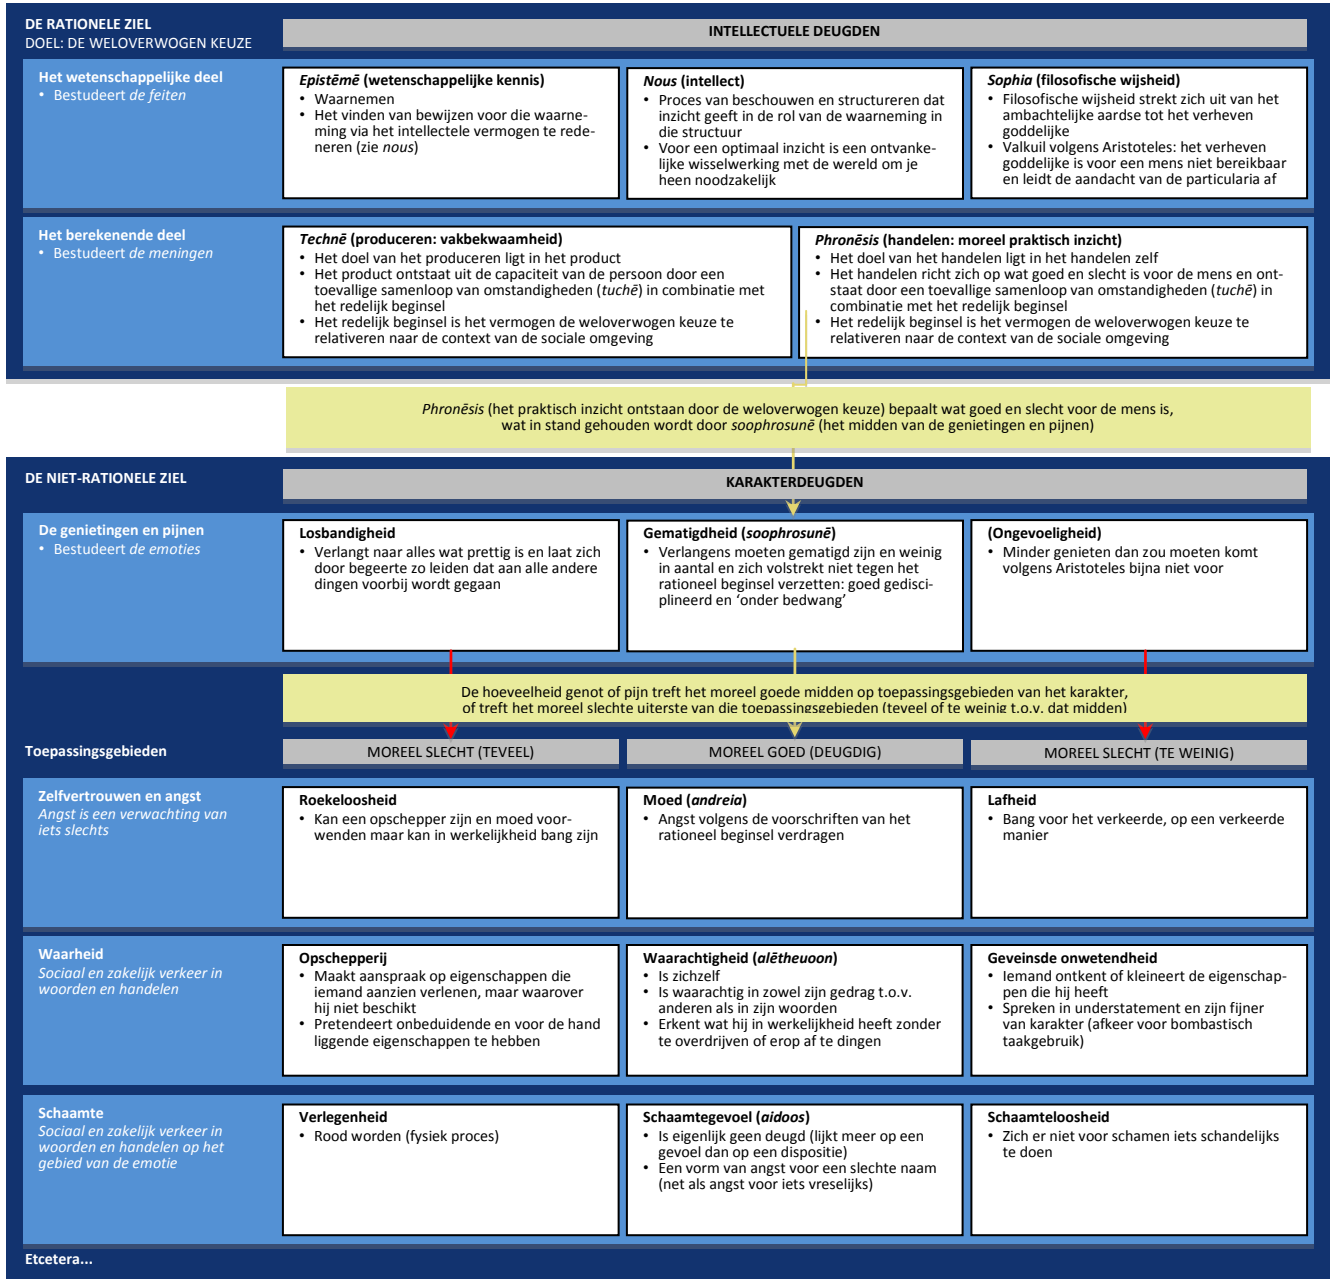 DE RATIONELE ZIEL
DOEL: DE WELOVERWOGEN KEUZE
INTELLECTUELE DEUGDEN
Het wetenschappelijke deel
• Bestudeert de feiten
Epistēmē (wetenschappelijke kennis)
• Waarnemen
• Het vinden van bewijzen voor die waarne-
ming via het intellectele vermogen te rede-
neren (zie nous)
Nous (intellect)
• Proces van beschouwen en structureren dat
inzicht geeft in de rol van de waarneming in
die structuur
• Voor een optimaal inzicht is een ontvanke-
lijke wisselwerking met de wereld om je
heen noodzakelijk
Sophia (filosofische wijsheid)
• Filosofische wijsheid strekt zich uit van het
ambachtelijke aardse tot het verheven
goddelijke
• Valkuil volgens Aristoteles: het verheven
goddelijke is voor een mens niet bereikbaar
en leidt de aandacht van de particularia af
Het berekenende deel
• Bestudeert de meningen
Technē (produceren: vakbekwaamheid)
• Het doel van het produceren ligt in het product
• Het product ontstaat uit de capaciteit van de persoon door een
toevallige samenloop van omstandigheden (tuchē) in combinatie met
het redelijk beginsel
• Het redelijk beginsel is het vermogen de weloverwogen keuze te
relativeren naar de context van de sociale omgeving
Phronēsis (handelen: moreel praktisch inzicht)
• Het doel van het handelen ligt in het handelen zelf
• Het handelen richt zich op wat goed en slecht is voor de mens en ont-
staat door een toevallige samenloop van omstandigheden (tuchē) in
combinatie met het redelijk beginsel
• Het redelijk beginsel is het vermogen de weloverwogen keuze te
relativeren naar de context van de sociale omgeving
Phronēsis (het praktisch inzicht ontstaan door de weloverwogen keuze) bepaalt wat goed en slecht voor de mens is,
wat in stand gehouden wordt door soophrosunē (het midden van de genietingen en pijnen)
DE NIET-RATIONELE ZIEL
KARAKTERDEUGDEN
De genietingen en pijnen
• Bestudeert de emoties
Losbandigheid
• Verlangt naar alles wat prettig is en laat zich
door begeerte zo leiden dat aan alle andere
dingen voorbij wordt gegaan
Gematigdheid (soophrosunē)
• Verlangens moeten gematigd zijn en weinig
in aantal en zich volstrekt niet tegen het
rationeel beginsel verzetten: goed gedisci-
plineerd en ‘onder bedwang’
(Ongevoeligheid)
• Minder genieten dan zou moeten komt
volgens Aristoteles bijna niet voor
De hoeveelheid genot of pijn treft het moreel goede midden op toepassingsgebieden van het karakter,
of treft het moreel slechte uiterste van die toepassingsgebieden (teveel of te weinig t.o.v. dat midden)
Toepassingsgebieden
MOREEL SLECHT (TEVEEL)
MOREEL GOED (DEUGDIG)
MOREEL SLECHT (TE WEINIG)
Zelfvertrouwen en angst
Angst is een verwachting van
iets slechts
Roekeloosheid
• Kan een opschepper zijn en moed voor-
wenden maar kan in werkelijkheid bang zijn
Moed (andreia)
• Angst volgens de voorschriften van het
rationeel beginsel verdragen
Lafheid
• Bang voor het verkeerde, op een verkeerde
manier
Waarheid
Sociaal en zakelijk verkeer in
woorden en handelen
Opschepperij
• Maakt aanspraak op eigenschappen die
iemand aanzien verlenen, maar waarover
hij niet beschikt
• Pretendeert onbeduidende en voor de hand
liggende eigenschappen te hebben
Waarachtigheid (alētheuoon)
• Is zichzelf
• Is waarachtig in zowel zijn gedrag t.o.v.
anderen als in zijn woorden
• Erkent wat hij in werkelijkheid heeft zonder
te overdrijven of erop af te dingen
Geveinsde onwetendheid
• Iemand ontkent of kleineert de eigenschap-
pen die hij heeft
• Spreken in understatement en zijn fijner
van karakter (afkeer voor bombastisch
taakgebruik)
Schaamte
Sociaal en zakelijk verkeer in
woorden en handelen op het
gebied van de emotie
Verlegenheid
• Rood worden (fysiek proces)
Schaamtegevoel (aidoos)
• Is eigenlijk geen deugd (lijkt meer op een
gevoel dan op een dispositie)
• Een vorm van angst voor een slechte naam
(net als angst voor iets vreselijks)
Schaamteloosheid
• Zich er niet voor schamen iets schandelijks
te doen
Etcetera...